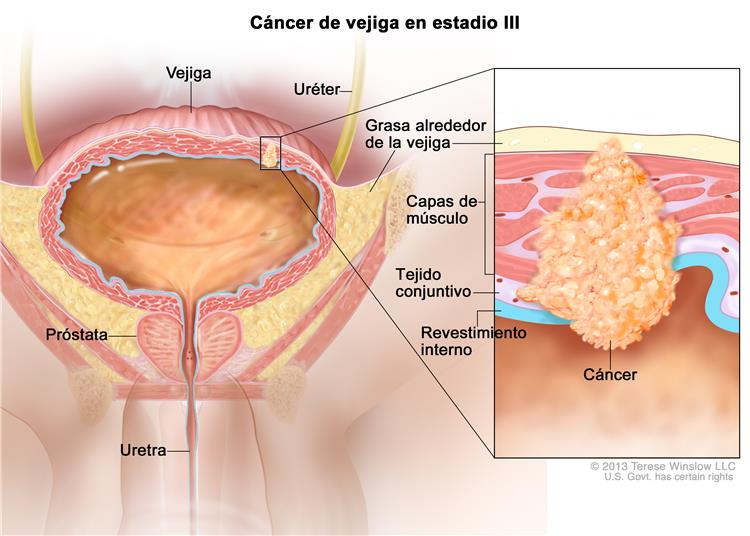 Cáncer de vejiga en estadio III
Vejiga
Uréter
Grasa alrededor
de la vejiga
Capas de
músculo
Tejido
conjuntivo
Revestimiento
interno
Cáncer
Próstata
Uretra
© 2013 Terese Winslow LLC
U.S. Govt. has certain rights